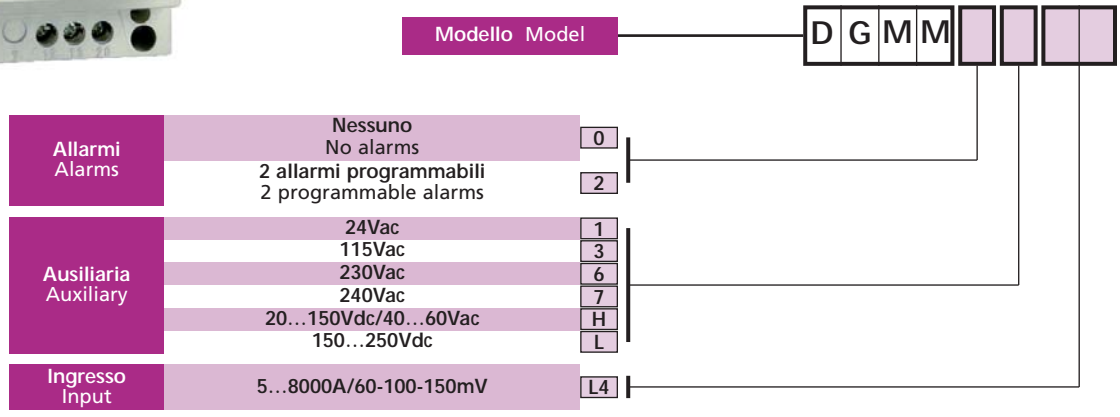 Modello Model
D G M M
Allarmi
Alarms
Nessuno
No alarms
0
2 allarmi programmabili
2 programmable alarms
2
Ausiliaria
Auxiliary
24Vac 1
115Vac 3
230Vac 6
240Vac 7
20...150Vdc/40...60Vac H
150...250Vdc L
Ingresso
Input
5...8000A/60-100-150mV L4